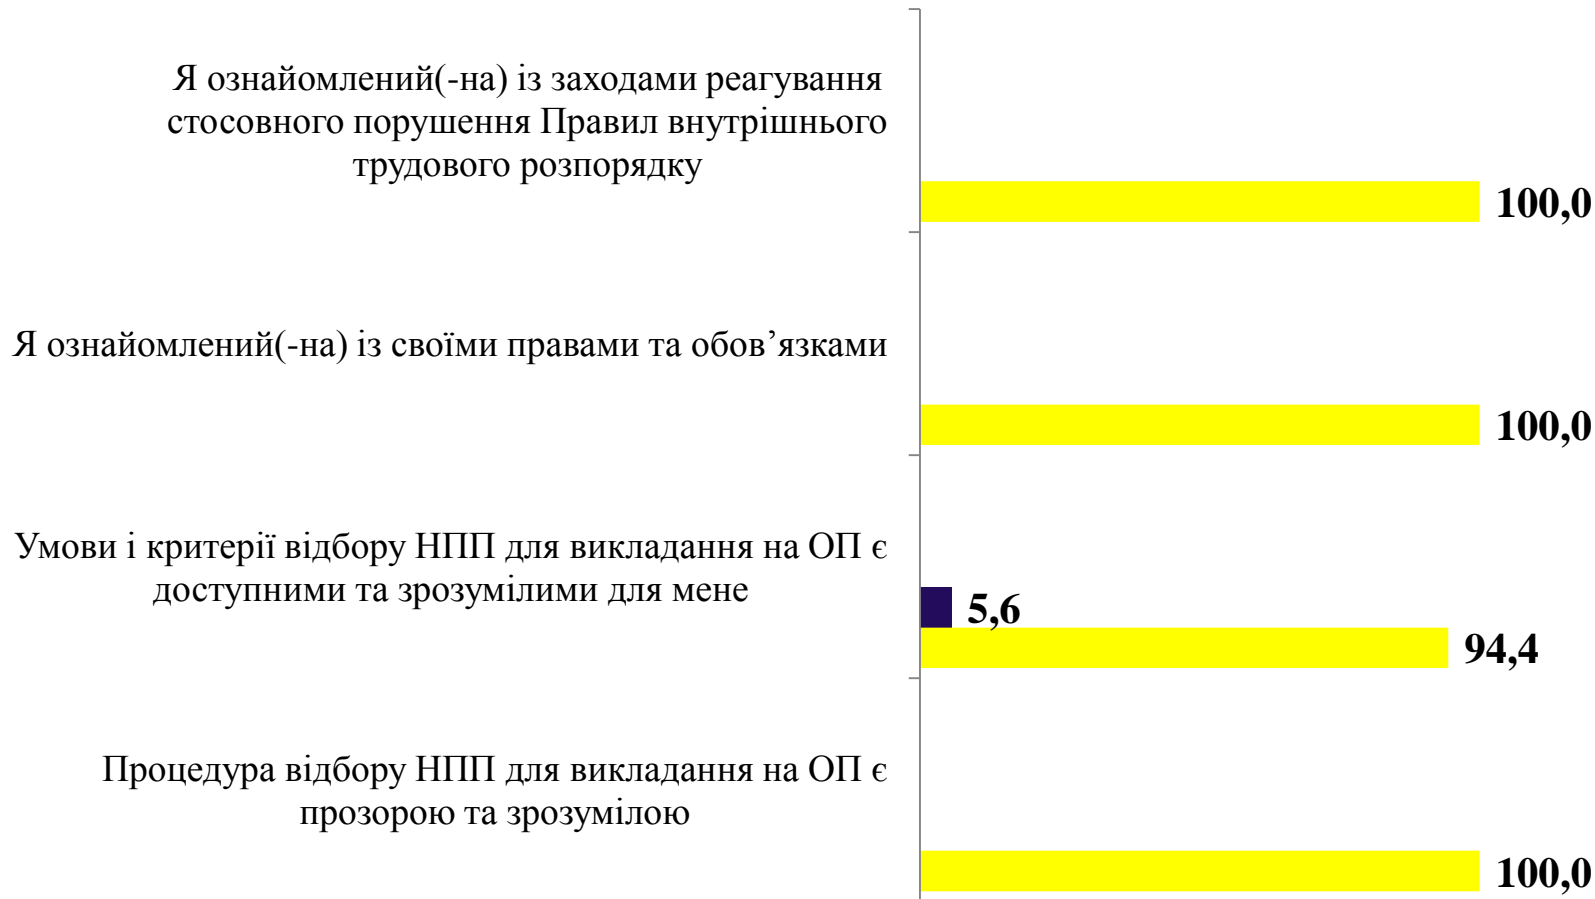 Я ознайомлений(-на) із заходами реагування
стосовного порушення Правил внутрішнього
трудового розпорядку
100,0
Я ознайомлений(-на) із своїми правами та обов’язками
100,0
Умови і критерії відбору НПП для викладання на ОП є
доступними та зрозумілими для мене
5,6
94,4
Процедура відбору НПП для викладання на ОП є
прозорою та зрозумілою
100,0